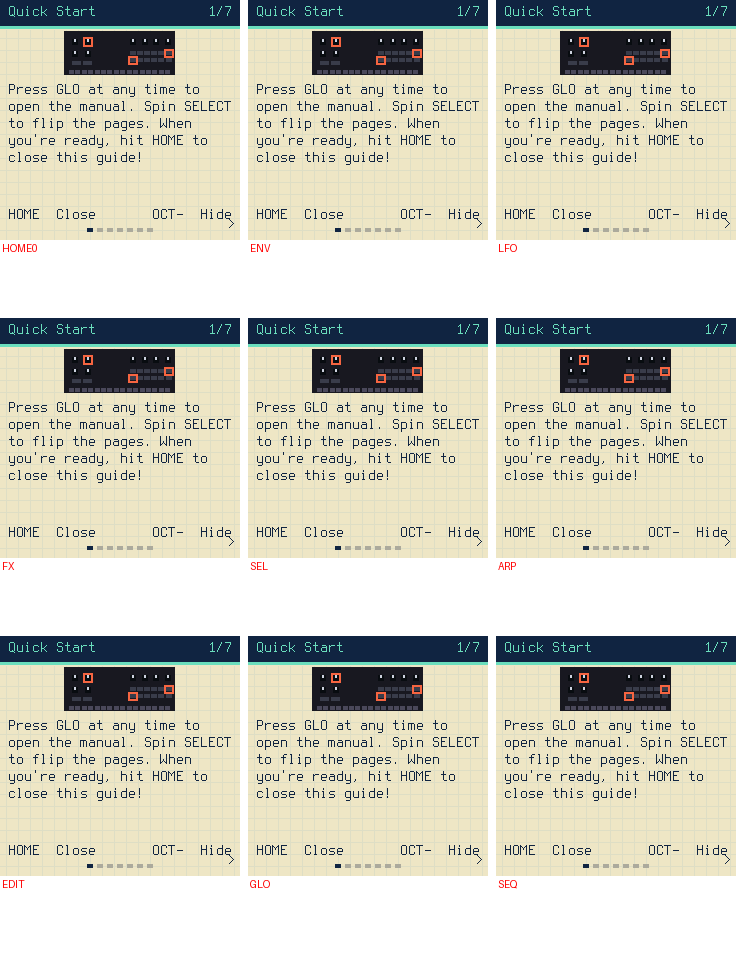 Quick Start 1/7
Press GLO at any time to
open the manual. Spin SELECT
to flip the pages. When
you're ready, hit HOME to
close this guide!
HOME Close OCT- Hide
HOME0
Quick Start 1/7
Press GLO at any time to
open the manual. Spin SELECT
to flip the pages. When
you're ready, hit HOME to
close this guide!
HOME Close OCT- Hide
ENV
Quick Start 1/7
Press GLO at any time to
open the manual. Spin SELECT
to flip the pages. When
you're ready, hit HOME to
close this guide!
HOME Close OCT- Hide
LFO
Quick Start 1/7
Press GLO at any time to
open the manual. Spin SELECT
to flip the pages. When
you're ready, hit HOME to
close this guide!
HOME Close OCT- Hide
FX
Quick Start 1/7
Press GLO at any time to
open the manual. Spin SELECT
to flip the pages. When
you're ready, hit HOME to
close this guide!
HOME Close OCT- Hide
SEL
Quick Start 1/7
Press GLO at any time to
open the manual. Spin SELECT
to flip the pages. When
you're ready, hit HOME to
close this guide!
HOME Close OCT- Hide
ARP
Quick Start 1/7
Press GLO at any time to
open the manual. Spin SELECT
to flip the pages. When
you're ready, hit HOME to
close this guide!
HOME Close OCT- Hide
EDIT
Quick Start 1/7
Press GLO at any time to
open the manual. Spin SELECT
to flip the pages. When
you're ready, hit HOME to
close this guide!
HOME Close OCT- Hide
GLO
Quick Start 1/7
Press GLO at any time to
open the manual. Spin SELECT
to flip the pages. When
you're ready, hit HOME to
close this guide!
HOME Close OCT- Hide
SEQ